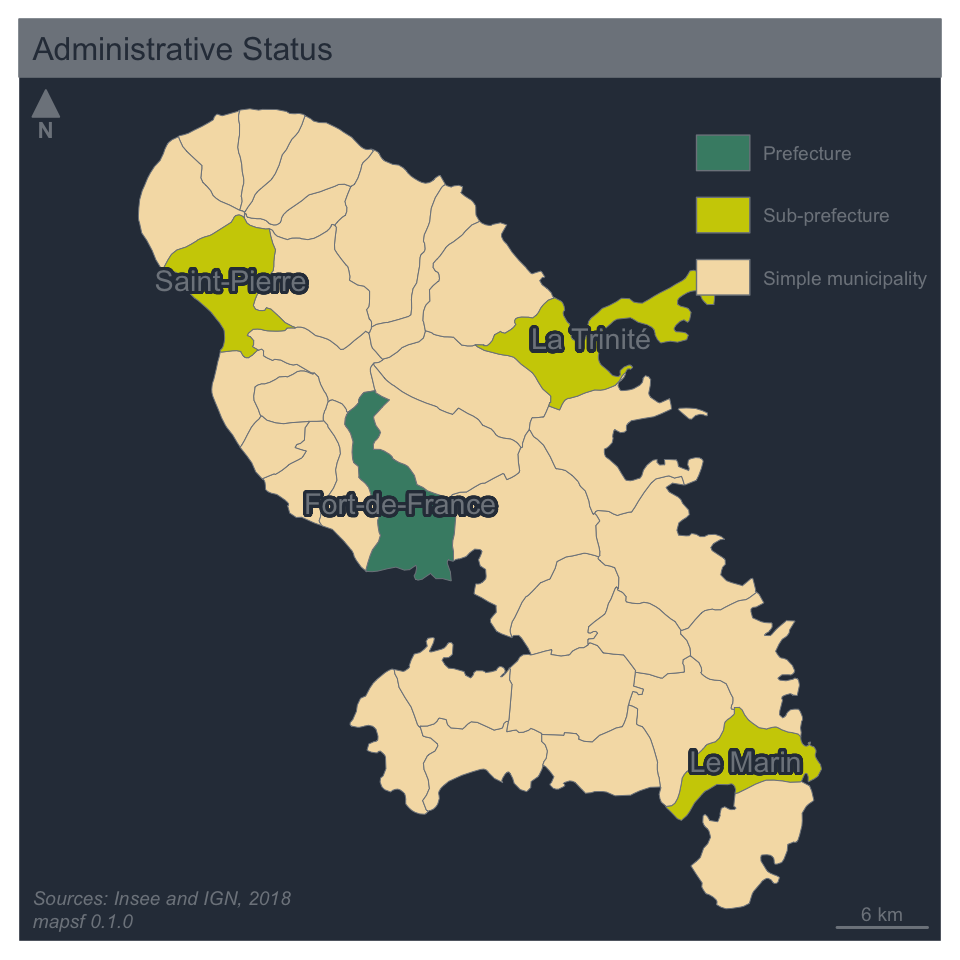 Administrative Status
N
Prefecture
Sub-prefecture
Simple municipality
Saint-Pierre
La Trinité
Fort-de-France
Le Marin
Sources: Insee and IGN, 2018
mapsf 0.1.0
6 km